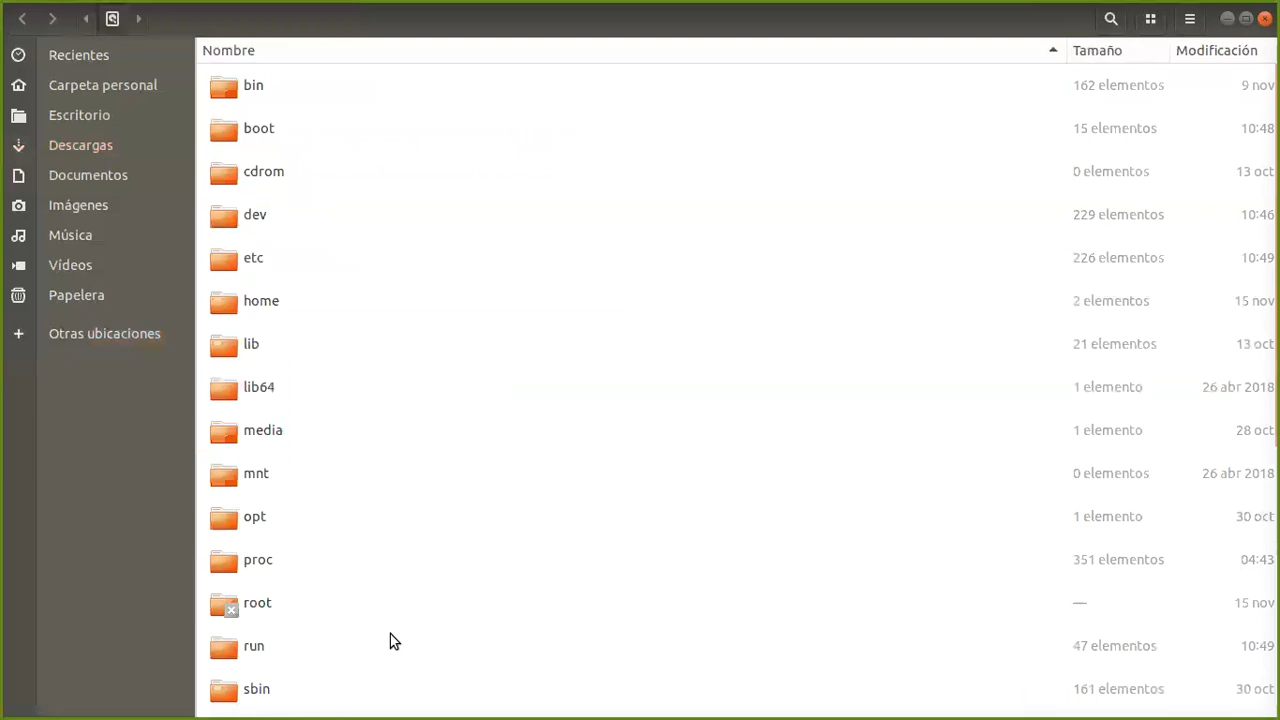 Nombre Tamaño Modificación
Recientes
Carpeta personal
Escritorio
Descargas
Documentos
Imágenes
Música
Vídeos
Papelera
Otras ubicaciones
bin 162 elementos 9 nov
boot 15 elementos 10:48
cdrom 0 elementos 13 oct
dev 229 elementos 10:46
etc 226 elementos 10:49
home 2 elementos 15 nov
lib 21 elementos 13 oct
lib64 1 elemento 26 abr 2018
media 1 elemento 28 oct
mnt 0 elementos 26 abr 2018
opt 1 elemento 30 oct
proc 351 elementos 04:43
root — 15 nov
run 47 elementos 10:49
sbin 161 elementos 30 oct